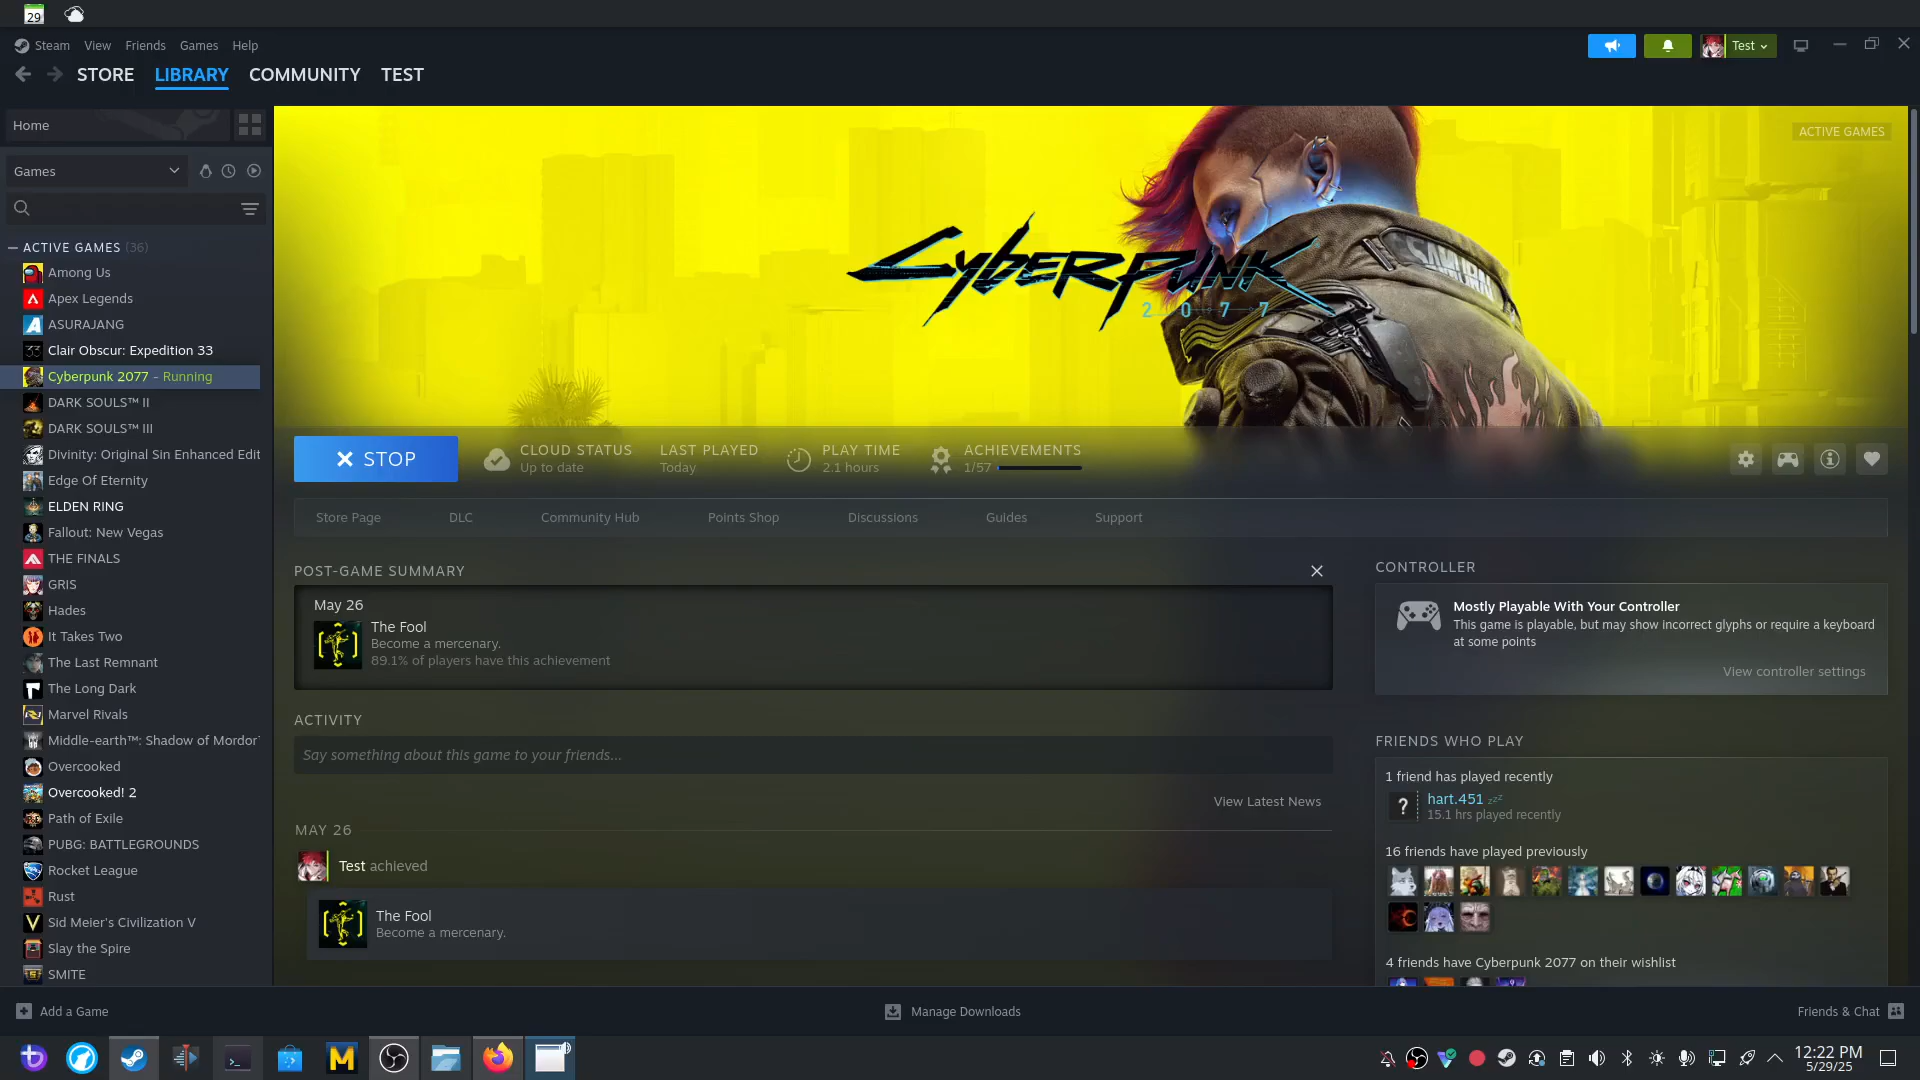 29
Steam View Friends Games Help
Test
STORE LIBRARY COMMUNITY TEST
Home
ACTIVE GAMES
Games
CYBERPUNK
2077
ACTIVE GAMES (36)
Among Us
Apex Legends
ASURAJANG
Clair Obscur: Expedition 33
Cyberpunk 2077 - Running
DARK SOULS™ II
DARK SOULS™ III
Divinity: Original Sin Enhanced Edit
Edge Of Eternity
ELDEN RING
Fallout: New Vegas
THE FINALS
GRIS
Hades
It Takes Two
The Last Remnant
The Long Dark
Marvel Rivals
Middle-earth™: Shadow of Mordor
Overcooked
Overcooked! 2
Path of Exile
PUBG: BATTLEGROUNDS
Rocket League
Rust
Sid Meier's Civilization V
Slay the Spire
SMITE
SAMURAI
STOP
CLOUD STATUS
Up to date
LAST PLAYED
Today
PLAY TIME
2.1 hours
ACHIEVEMENTS
1/57
Store Page DLC Community Hub Points Shop Discussions Guides Support
POST-GAME SUMMARY
May 26
The Fool
Become a mercenary.
89.1% of players have this achievement
ACTIVITY
Say something about this game to your friends...
View Latest News
MAY 26
Test achieved
The Fool
Become a mercenary.
CONTROLLER
Mostly Playable With Your Controller
This game is playable, but may show incorrect glyphs or require a keyboard
at some points
View controller settings
FRIENDS WHO PLAY
1 friend has played recently
?
hart.451 zzZ
15.1 hrs played recently
16 friends have played previously
4 friends have Cyberpunk 2077 on their wishlist
Add a Game
Manage Downloads
Friends & Chat
12:22 PM
5/29/25